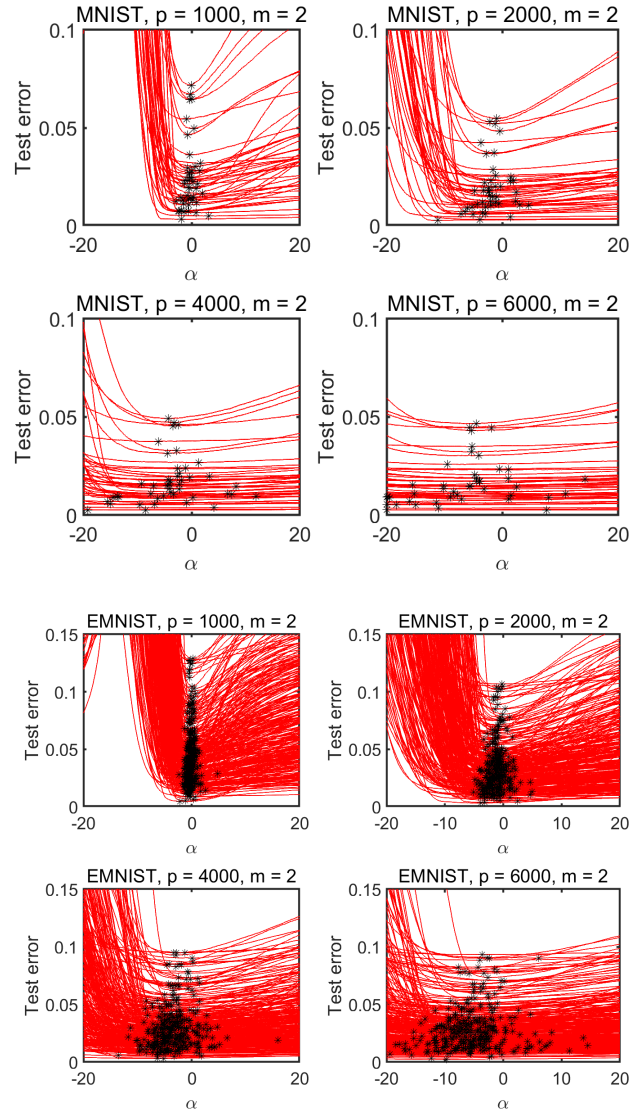 MNIST, p = 1000, m = 2
MNIST, p = 2000, m = 2
0.1
0.05
0
Test error
-20
0
20
α
0.1
0.05
0
Test error
-20
0
20
α
MNIST, p = 4000, m = 2
MNIST, p = 6000, m = 2
0.1
0.05
0
Test error
-20
0
20
α
0.1
0.05
0
Test error
-20
0
20
α
EMNIST, p = 1000, m = 2
EMNIST, p = 2000, m = 2
0.15
0.1
0.05
0
Test error
-20
-10
0
10
20
α
0.15
0.1
0.05
0
Test error
-20
-10
0
10
20
α
EMNIST, p = 4000, m = 2
EMNIST, p = 6000, m = 2
0.15
0.1
0.05
0
Test error
-20
-10
0
10
20
α
0.15
0.1
0.05
0
Test error
-20
-10
0
10
20
α